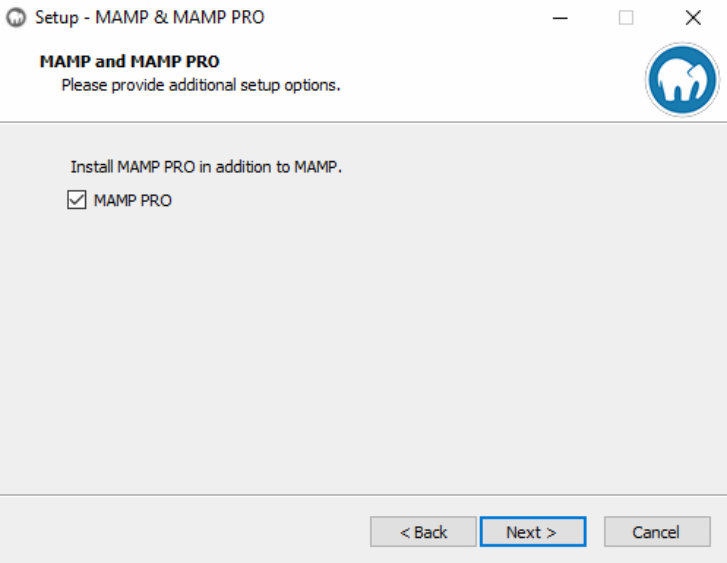 Setup - MAMP & MAMP PRO
MAMP and MAMP PRO
Please provide additional setup options.
Install MAMP PRO in addition to MAMP.
MAMP PRO
< Back Next > Cancel